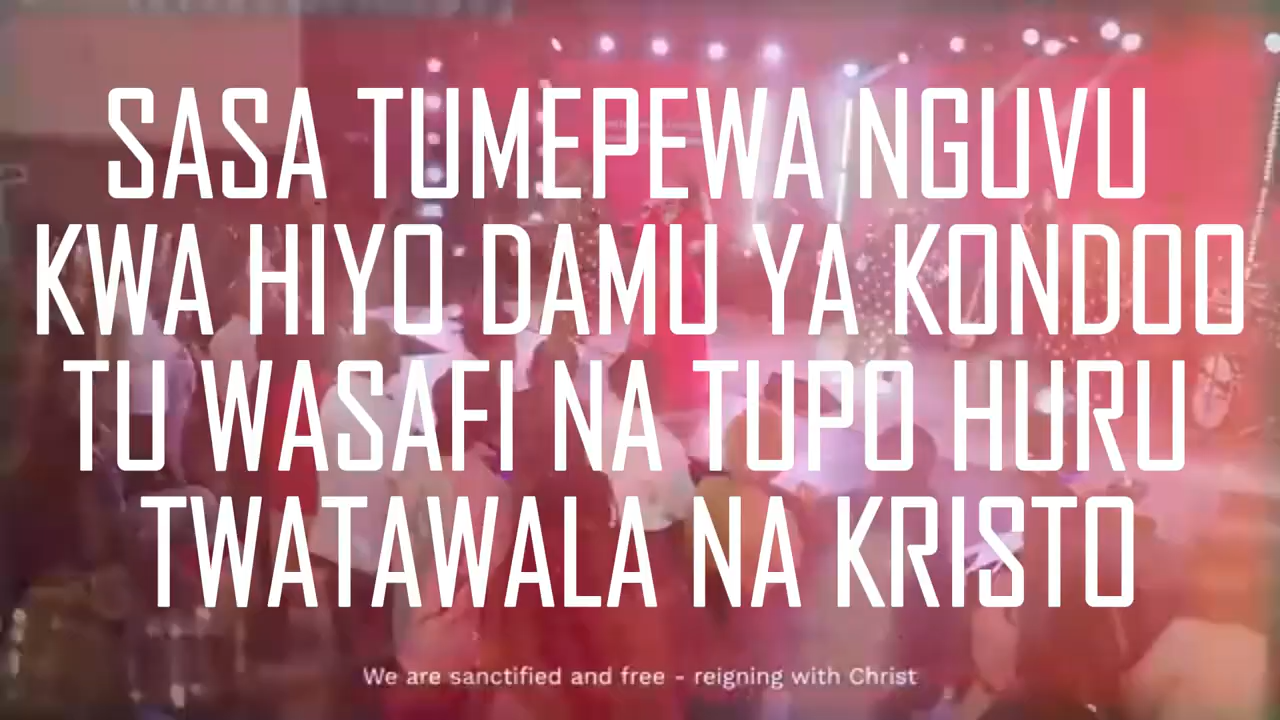 SASA TUMEPEWA NGUVU
KWA HIYO DAMU YA KONDOO
TU WASAFI NA TUPO HURU
TWATAWALA NA KRISTO
We are sanctified and free - reigning with Christ